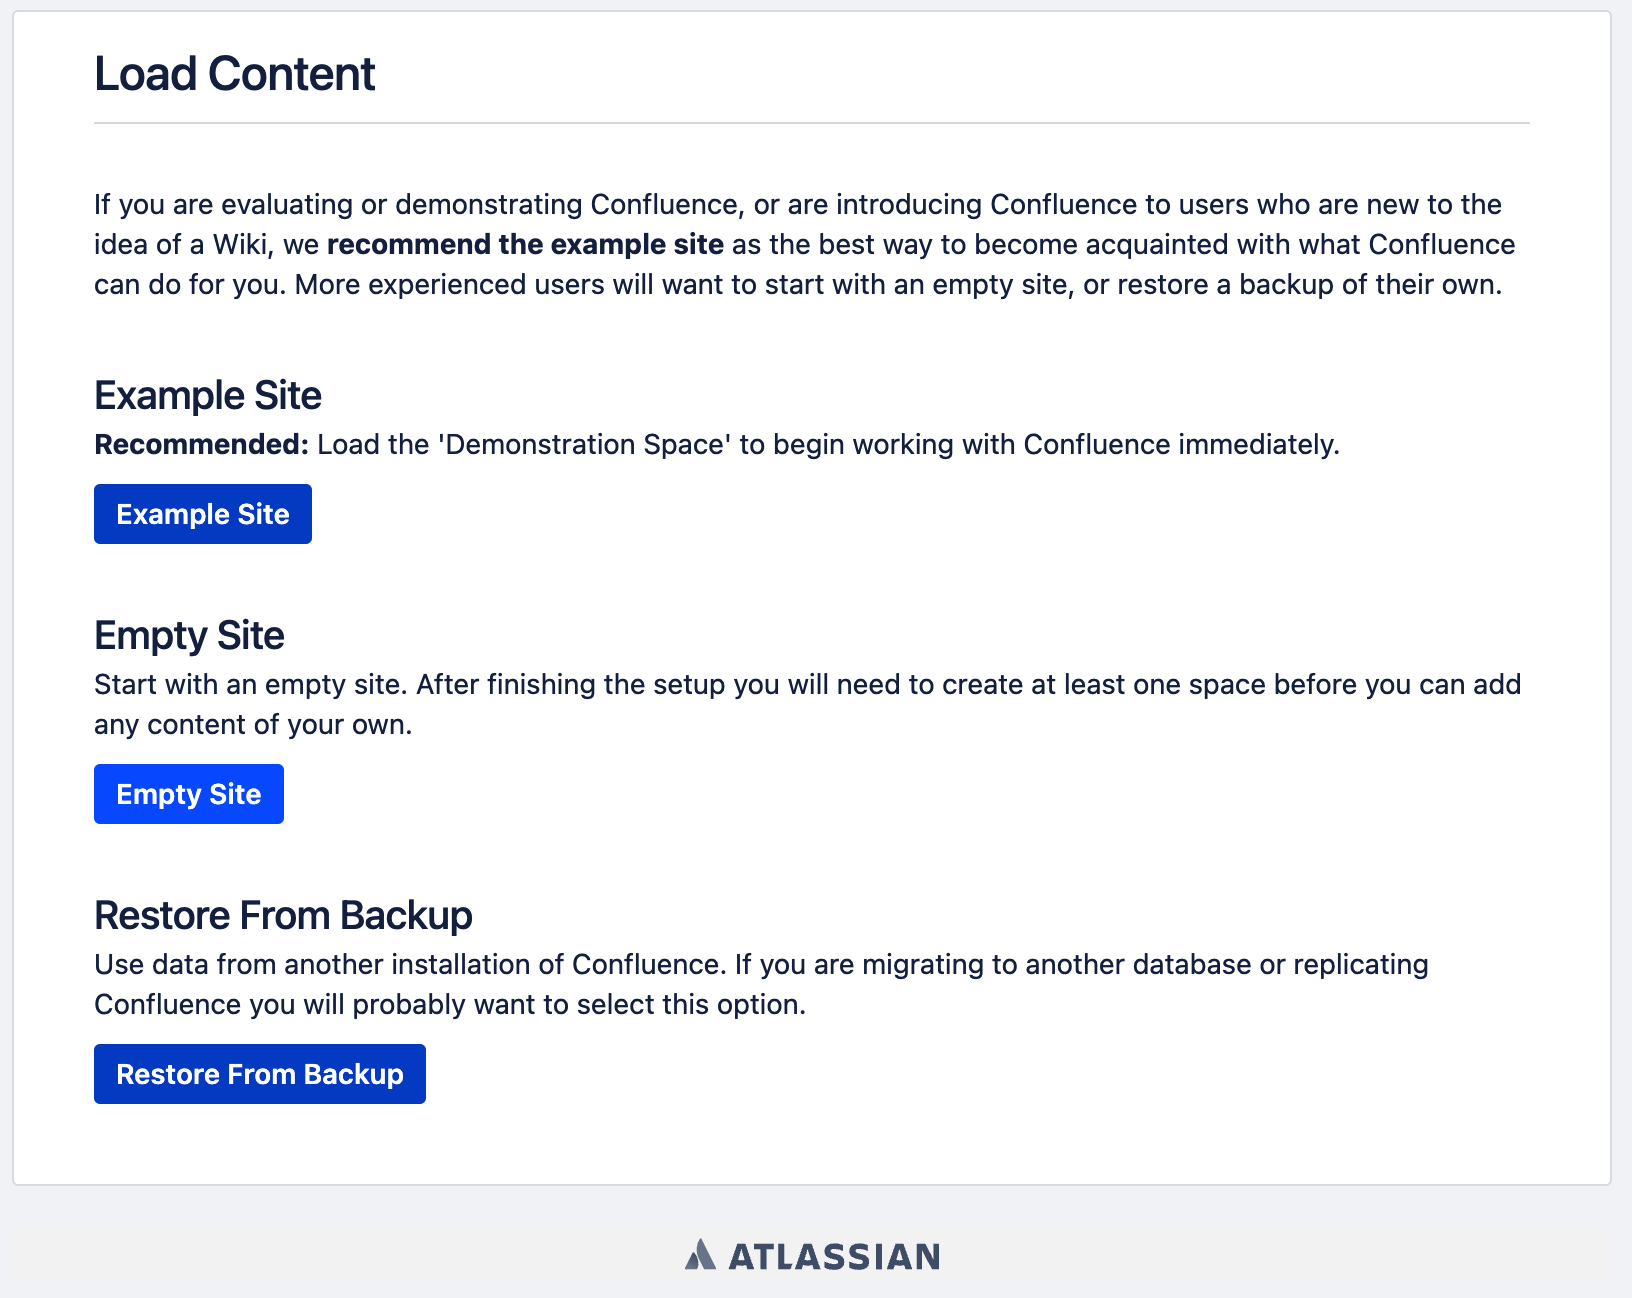 Load Content
If you are evaluating or demonstrating Confluence, or are introducing Confluence to users who are new to the
idea of a Wiki, we recommend the example site as the best way to become acquainted with what Confluence
can do for you. More experienced users will want to start with an empty site, or restore a backup of their own.
Example Site
Recommended: Load the 'Demonstration Space' to begin working with Confluence immediately.
Example Site
Empty Site
Start with an empty site. After finishing the setup you will need to create at least one space before you can add
any content of your own.
Empty Site
Restore From Backup
Use data from another installation of Confluence. If you are migrating to another database or replicating
Confluence you will probably want to select this option.
Restore From Backup
ATLASSIAN